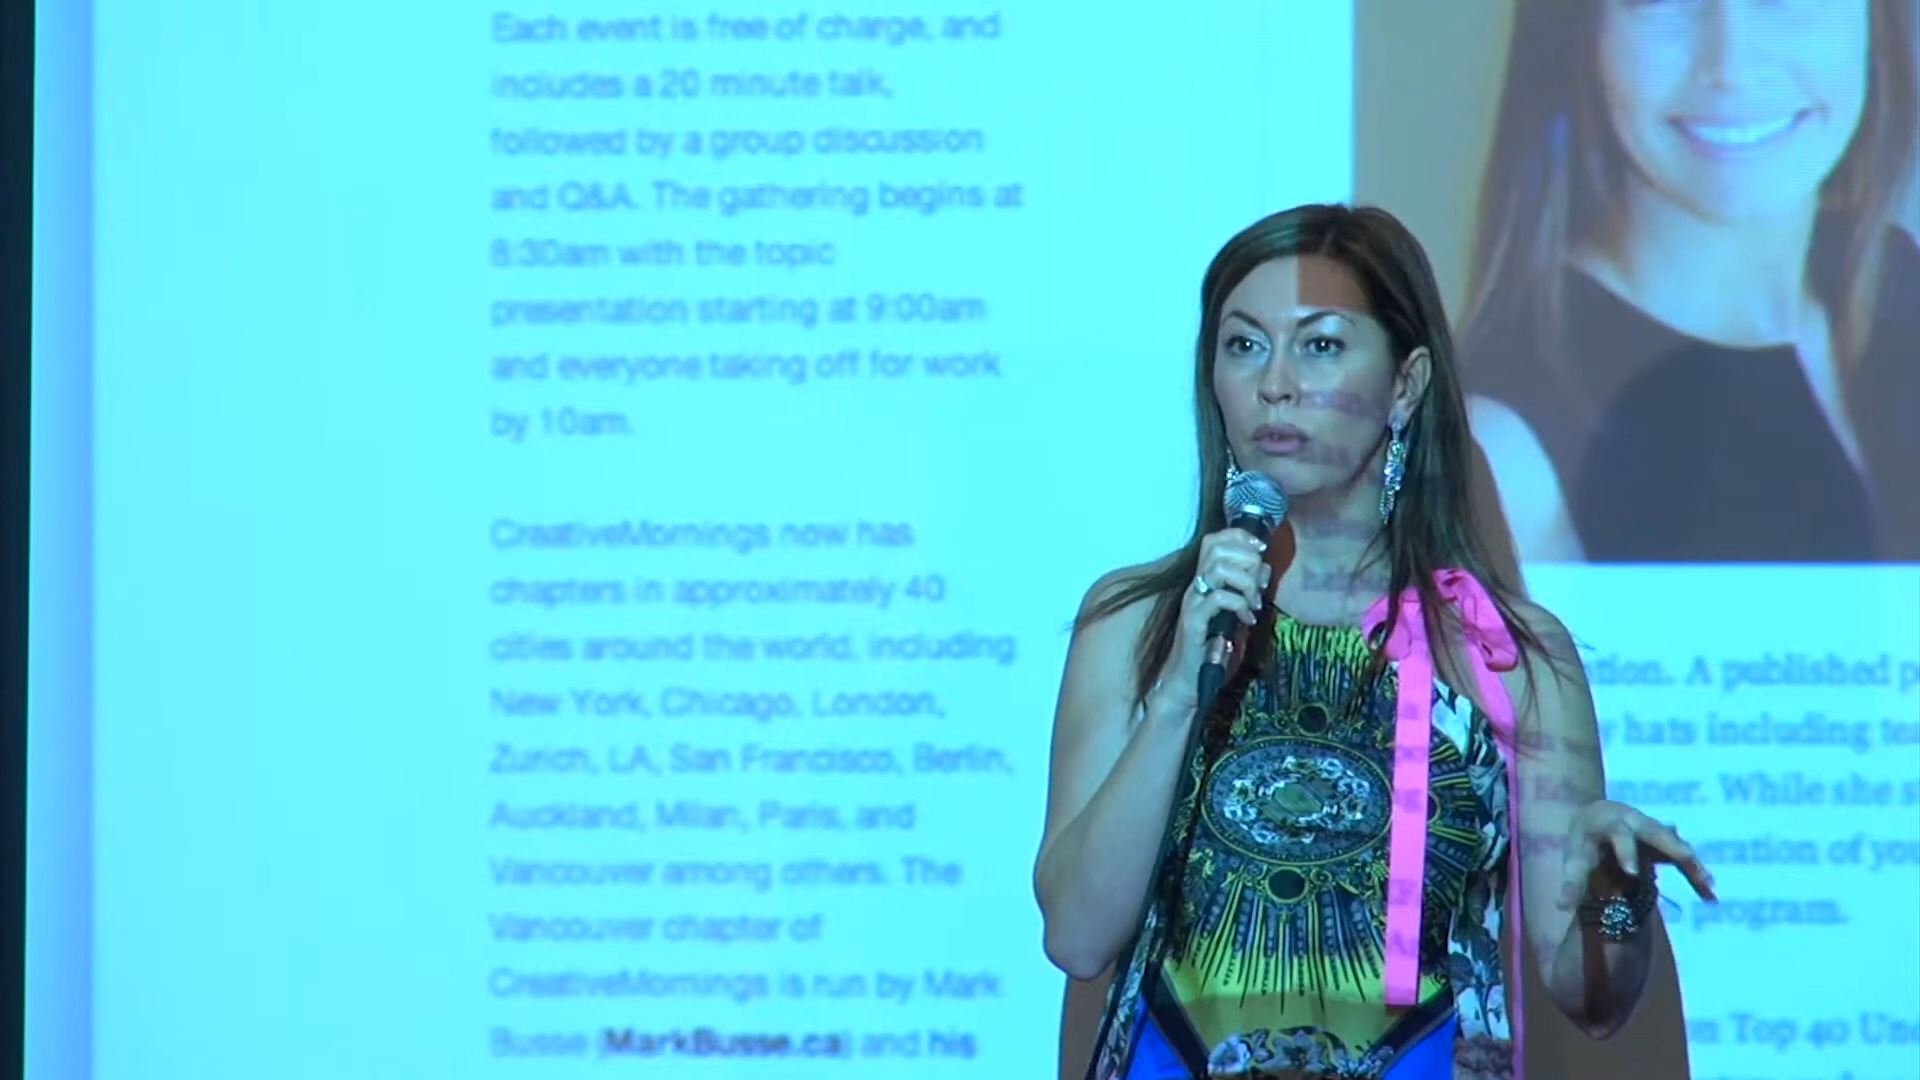 Each event is free of charge, and
includes a 20 minute talk,
followed by a group discussion
and Q&A. The gathering begins at
8:30am with the topic
presentation starting at 9:00am
and everyone taking off for work
by 10am.
CreativeMornings now has
chapters in approximately 40
cities around the world, including
New York, Chicago, London,
Zurich, LA, San Francisco, Berlin,
Auckland, Milan, Paris, and
Vancouver among others. The
Vancouver chapter of
CreativeMornings is run by Mark
Busse (MarkBusse.ca) and his
A published
hats including
While she
of
program.
Top 40